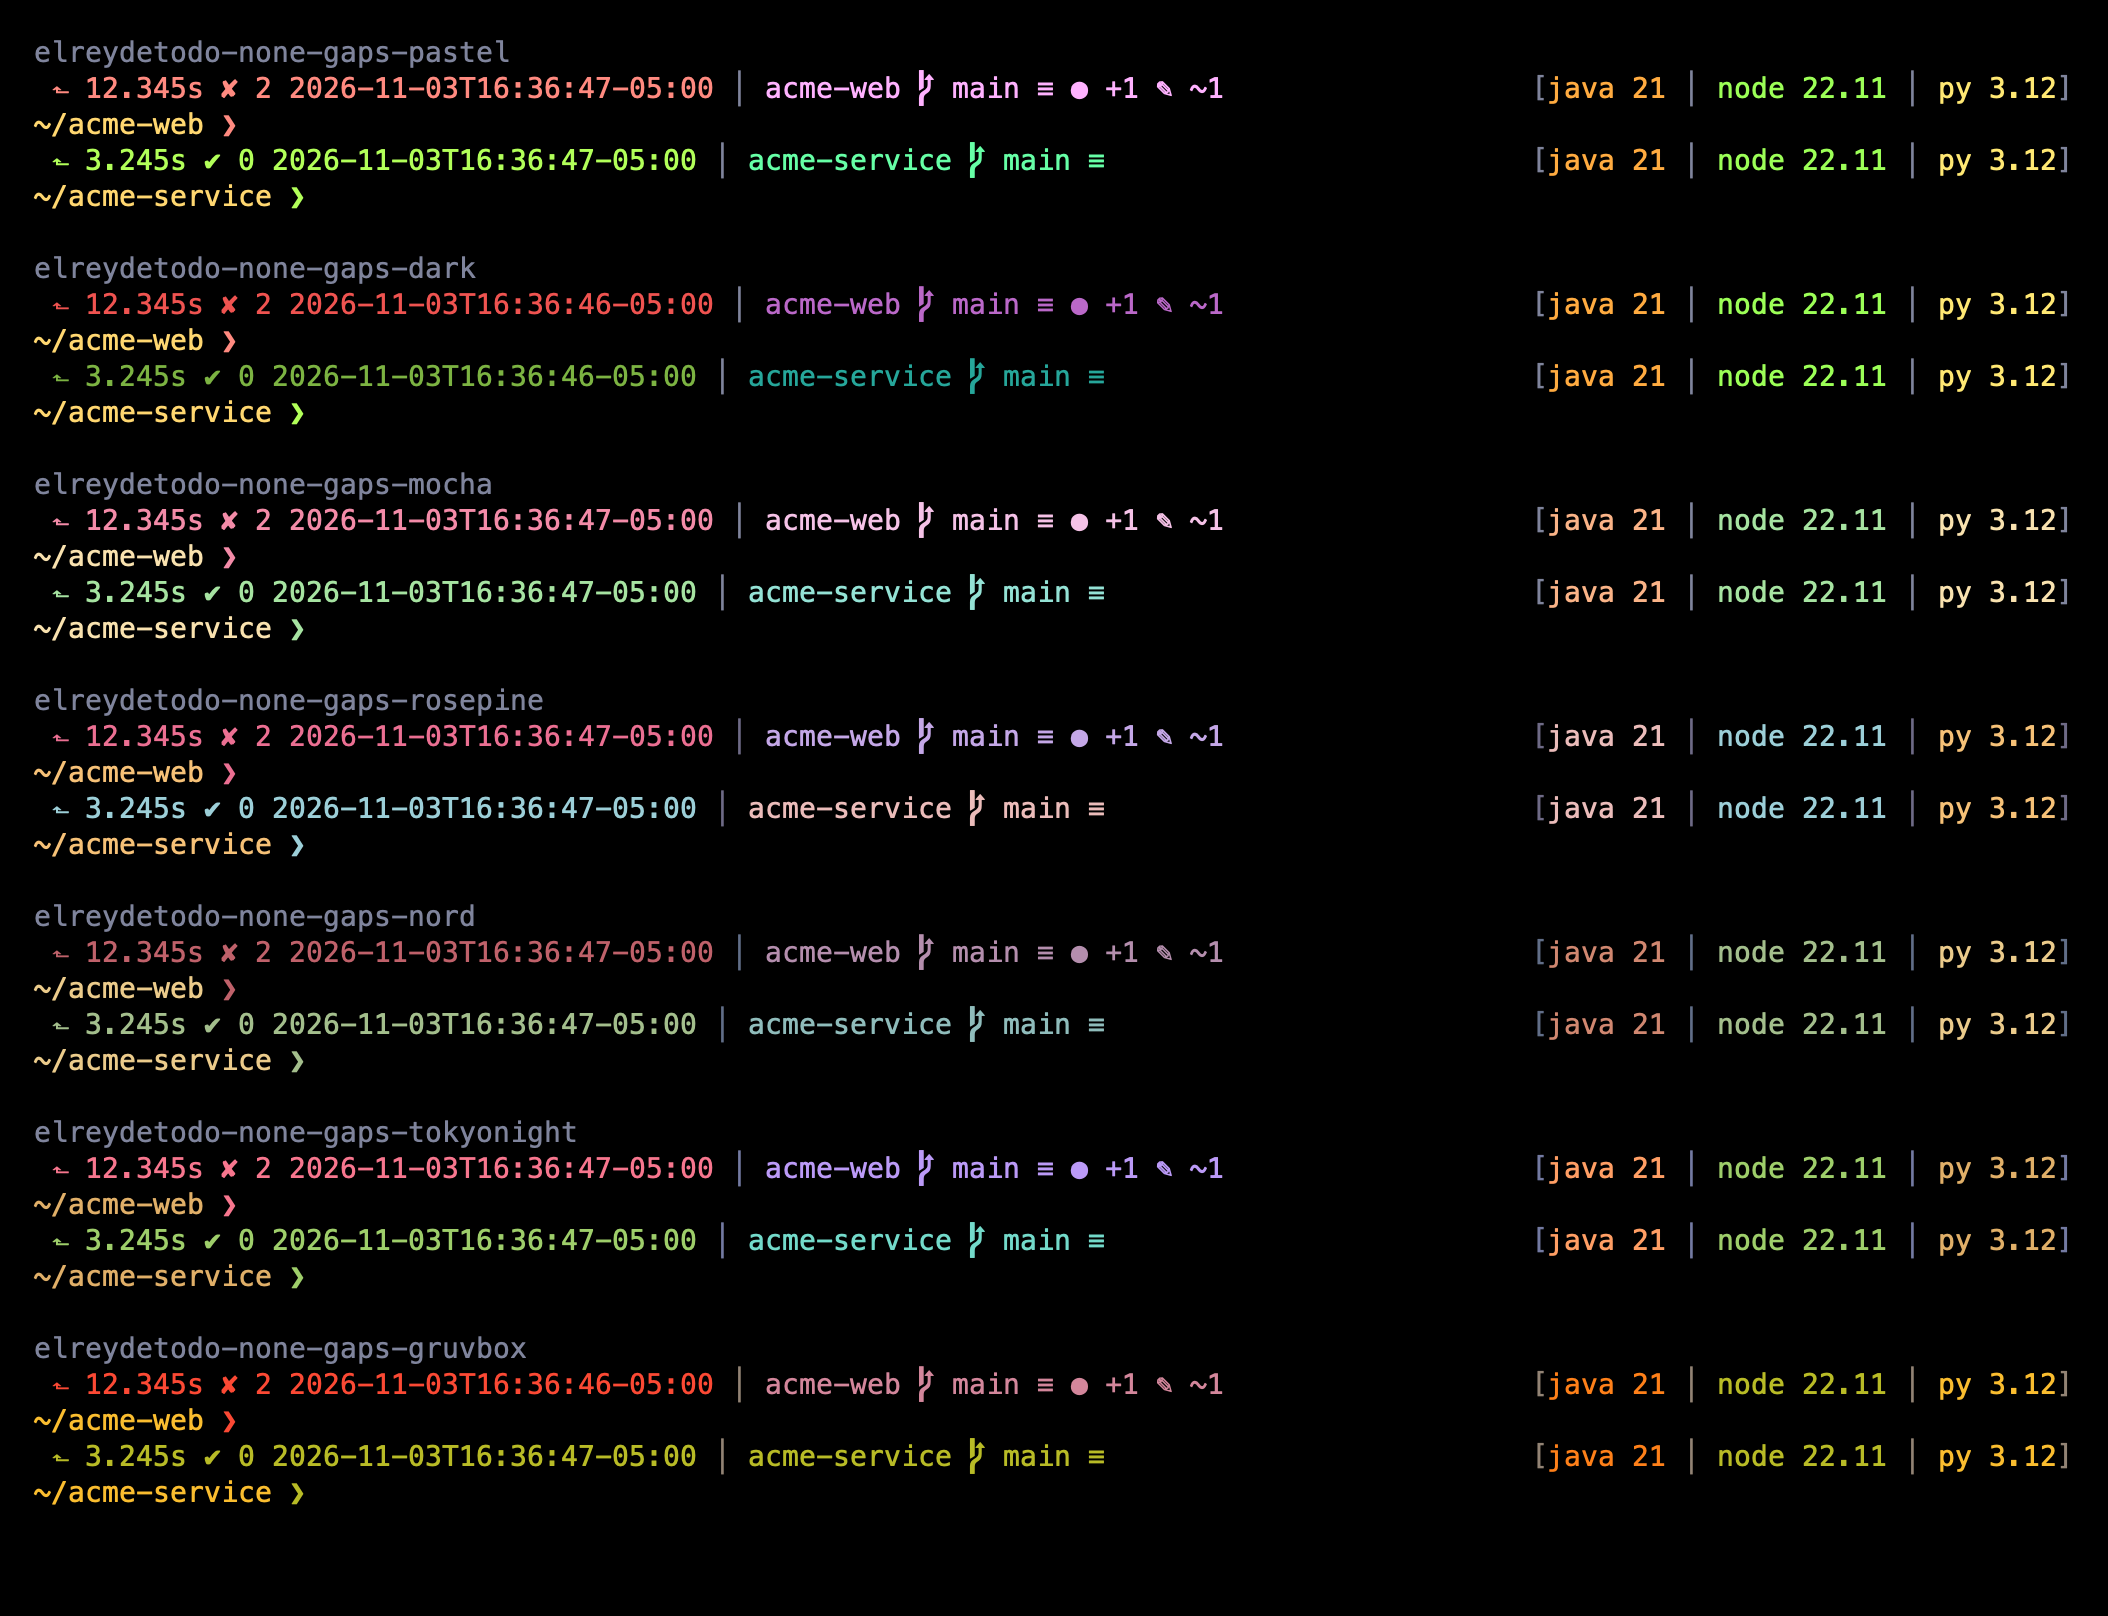 elreydetodo-none-gaps-pastel
⬑ 12.345s ✘ 2 2026-11-03T16:36:47-05:00 │ acme-web  main ≡ ● +1 ✎ ~1 [java 21 │ node 22.11 │ py 3.12]
~/acme-web ❯
⬑ 3.245s ✔ 0 2026-11-03T16:36:47-05:00 │ acme-service  main ≡ [java 21 │ node 22.11 │ py 3.12]
~/acme-service ❯
elreydetodo-none-gaps-dark
⬑ 12.345s ✘ 2 2026-11-03T16:36:46-05:00 │ acme-web  main ≡ ● +1 ✎ ~1 [java 21 │ node 22.11 │ py 3.12]
~/acme-web ❯
⬑ 3.245s ✔ 0 2026-11-03T16:36:46-05:00 │ acme-service  main ≡ [java 21 │ node 22.11 │ py 3.12]
~/acme-service ❯
elreydetodo-none-gaps-mocha
⬑ 12.345s ✘ 2 2026-11-03T16:36:47-05:00 │ acme-web  main ≡ ● +1 ✎ ~1 [java 21 │ node 22.11 │ py 3.12]
~/acme-web ❯
⬑ 3.245s ✔ 0 2026-11-03T16:36:47-05:00 │ acme-service  main ≡ [java 21 │ node 22.11 │ py 3.12]
~/acme-service ❯
elreydetodo-none-gaps-rosepine
⬑ 12.345s ✘ 2 2026-11-03T16:36:47-05:00 │ acme-web  main ≡ ● +1 ✎ ~1 [java 21 │ node 22.11 │ py 3.12]
~/acme-web ❯
⬑ 3.245s ✔ 0 2026-11-03T16:36:47-05:00 │ acme-service  main ≡ [java 21 │ node 22.11 │ py 3.12]
~/acme-service ❯
elreydetodo-none-gaps-nord
⬑ 12.345s ✘ 2 2026-11-03T16:36:47-05:00 │ acme-web  main ≡ ● +1 ✎ ~1 [java 21 │ node 22.11 │ py 3.12]
~/acme-web ❯
⬑ 3.245s ✔ 0 2026-11-03T16:36:47-05:00 │ acme-service  main ≡ [java 21 │ node 22.11 │ py 3.12]
~/acme-service ❯
elreydetodo-none-gaps-tokyonight
⬑ 12.345s ✘ 2 2026-11-03T16:36:47-05:00 │ acme-web  main ≡ ● +1 ✎ ~1 [java 21 │ node 22.11 │ py 3.12]
~/acme-web ❯
⬑ 3.245s ✔ 0 2026-11-03T16:36:47-05:00 │ acme-service  main ≡ [java 21 │ node 22.11 │ py 3.12]
~/acme-service ❯
elreydetodo-none-gaps-gruvbox
⬑ 12.345s ✘ 2 2026-11-03T16:36:46-05:00 │ acme-web  main ≡ ● +1 ✎ ~1 [java 21 │ node 22.11 │ py 3.12]
~/acme-web ❯
⬑ 3.245s ✔ 0 2026-11-03T16:36:47-05:00 │ acme-service  main ≡ [java 21 │ node 22.11 │ py 3.12]
~/acme-service ❯